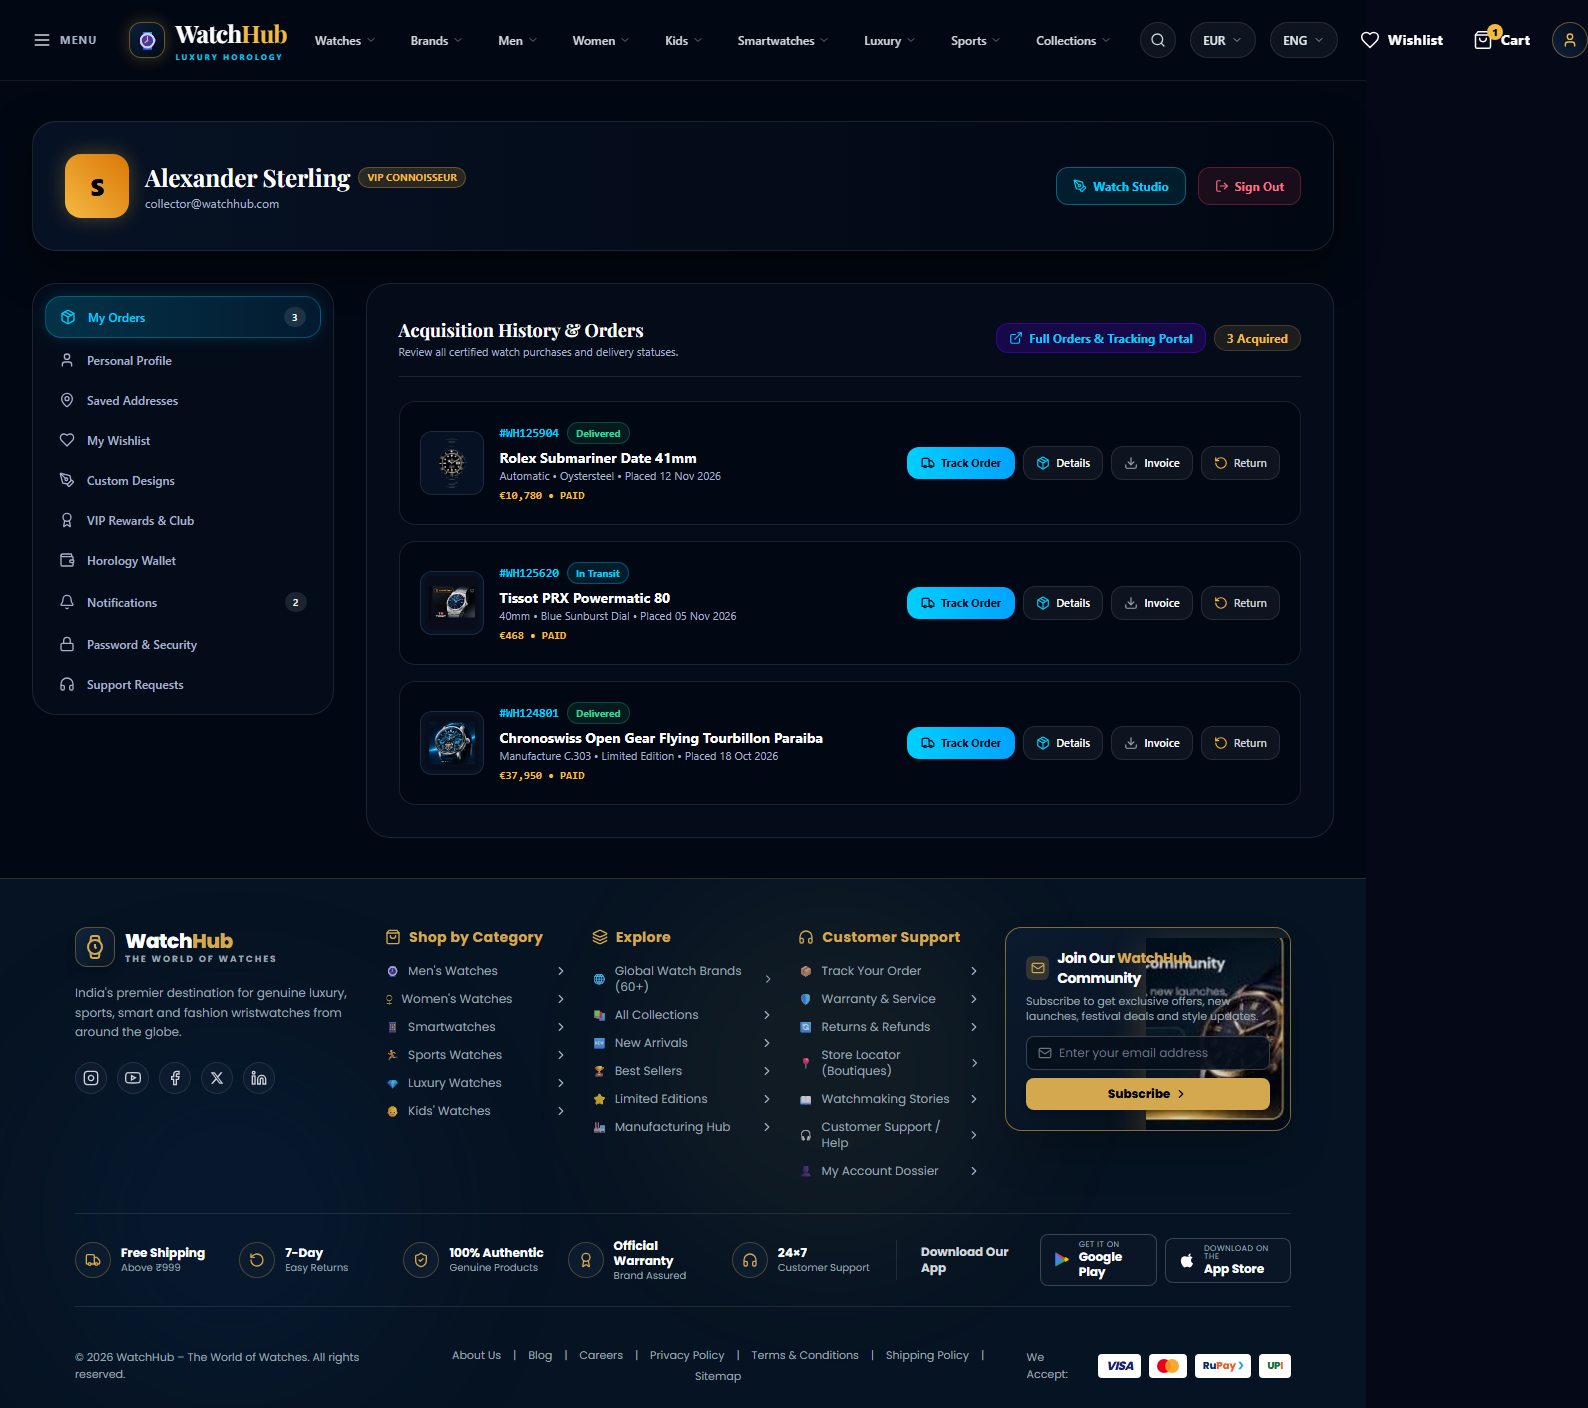 MENU
WatchHub
LUXURY HOROLOGY
Watches
Brands
Men
Women
Kids
Smartwatches
Luxury
Sports
Collections
EUR
ENG
Wishlist
1
Cart
S
Alexander Sterling
VIP CONNOISSEUR
collector@watchhub.com
Watch Studio
Sign Out
My Orders
3
Personal Profile
Saved Addresses
My Wishlist
Custom Designs
VIP Rewards & Club
Horology Wallet
Notifications
2
Password & Security
Support Requests
Acquisition History & Orders
Review all certified watch purchases and delivery statuses.
Full Orders & Tracking Portal
3 Acquired
#WH125904
Delivered
Rolex Submariner Date 41mm
Automatic • Oystersteel • Placed 12 Nov 2026
€10,780 • PAID
Track Order
Details
Invoice
Return
#WH125620
In Transit
Tissot PRX Powermatic 80
40mm • Blue Sunburst Dial • Placed 05 Nov 2026
€468 • PAID
Track Order
Details
Invoice
Return
#WH124801
Delivered
Chronoswiss Open Gear Flying Tourbillon Paraiba
Manufacture C.303 • Limited Edition • Placed 18 Oct 2026
€37,950 • PAID
Track Order
Details
Invoice
Return
WatchHub
THE WORLD OF WATCHES
India's premier destination for genuine luxury,
sports, smart and fashion wristwatches from
around the globe.
Shop by Category
Men's Watches
Women's Watches
Smartwatches
Sports Watches
Luxury Watches
Kids' Watches
Explore
Global Watch Brands
(60+)
All Collections
New Arrivals
Best Sellers
Limited Editions
Manufacturing Hub
Customer Support
Track Your Order
Warranty & Service
Returns & Refunds
Store Locator
(Boutiques)
Watchmaking Stories
Customer Support /
Help
My Account Dossier
Join Our WatchHub
Community
ommunity
new launches,
Subscribe to get exclusive offers, new
launches, festival deals and style updates.
Enter your email address
Subscribe
Free Shipping
Above ₹999
7-Day
Easy Returns
100% Authentic
Genuine Products
Official
Warranty
Brand Assured
24×7
Customer Support
Download Our
App
GET IT ON
Google
Play
DOWNLOAD ON
THE
App Store
© 2026 WatchHub – The World of Watches. All rights
reserved.
About Us | Blog | Careers | Privacy Policy | Terms & Conditions | Shipping Policy |
Sitemap
We
Accept:
VISA
RuPay
UPI